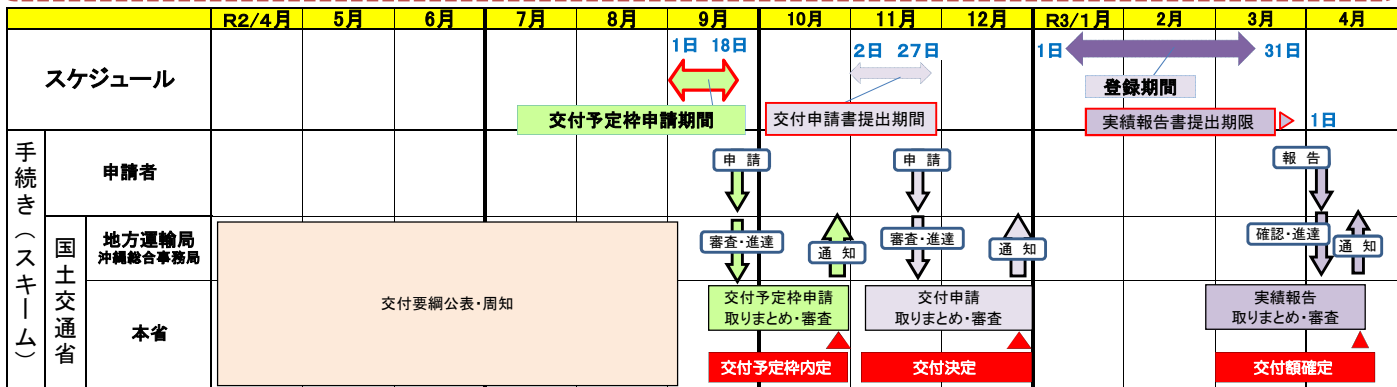 R2/4月 5月 6月 7月 8月 9月 10月 11月 12月 R3/1月 2月 3月 4月
スケジュール
1日 18日
2日 27日
1日
31日
登録期間
交付予定枠申請期間
交付申請書提出期間
実績報告書提出期限
1日
手続き（スキーム）
申請者
申 請
申 請
報 告
国土交通省
地方運輸局
沖縄総合事務局
審査・進達
通 知
審査・進達
通 知
確認・進達
通 知
本省
交付要綱公表・周知
交付予定枠申請
取りまとめ・審査
交付申請
取りまとめ・審査
実績報告
取りまとめ・審査
交付予定枠内定
交付決定
交付額確定